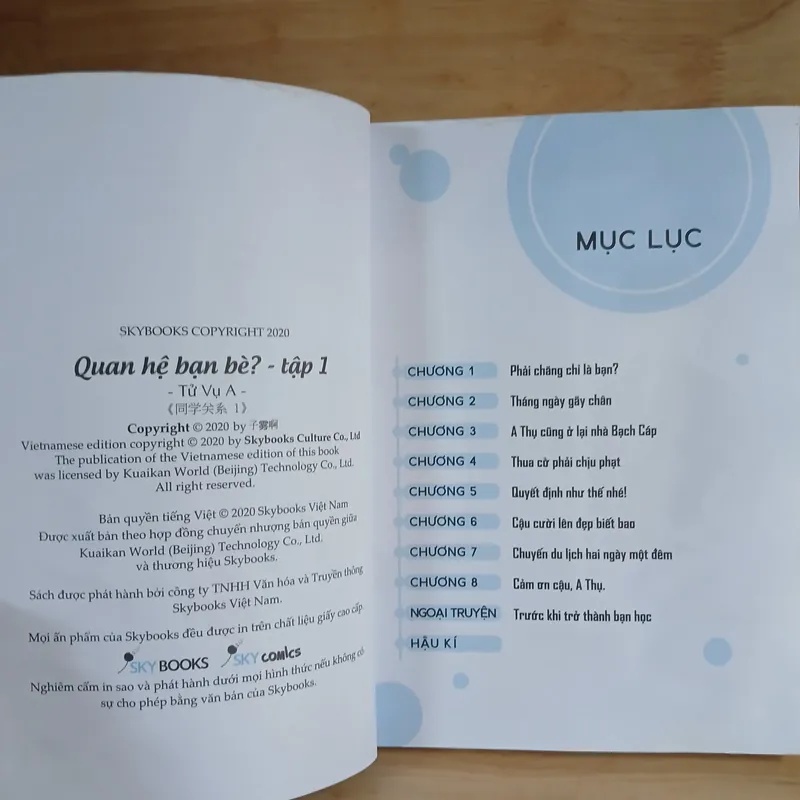 SKYBOOKS COPYRIGHT 2020
Quan hệ bạn bè? - tập 1
- Tử Vụ A -
《同学关系 1》
Copyright © 2020 by 子雾啊
Vietnamese edition copyright © 2020 by Skybooks Culture Co., Ltd
The publication of the Vietnamese edition of this book
was licensed by Kuaikan World (Beijing) Technology Co., Ltd.
All right reserved.
Bản quyền tiếng Việt © 2020 Skybooks Việt Nam
Được xuất bản theo hợp đồng chuyển nhượng bản quyền giữa
Kuaikan World (Beijing) Technology Co., Ltd.
và thương hiệu Skybooks.
Sách được phát hành bởi công ty TNHH Văn hóa và Truyền thông
Skybooks Việt Nam.
Mọi ấn phẩm của Skybooks đều được in trên chất liệu giấy cao cấp
SKY BOOKS SKY COMICS
Nghiêm cấm in sao và phát hành dưới mọi hình thức nếu không có
sự cho phép bằng văn bản của Skybooks.
MỤC LỤC
CHƯƠNG 1 Phải chăng chỉ là bạn?
CHƯƠNG 2 Tháng ngày gãy chân
CHƯƠNG 3 A Thụ cũng ở lại nhà Bạch Cáp
CHƯƠNG 4 Thua cờ phải chịu phạt
CHƯƠNG 5 Quyết định như thế nhé!
CHƯƠNG 6 Cậu cười lên đẹp biết bao
CHƯƠNG 7 Chuyến du lịch hai ngày một đêm
CHƯƠNG 8 Cảm ơn cậu, A Thụ.
NGOẠI TRUYỆN Trước khi trở thành bạn học
HẬU KÍ